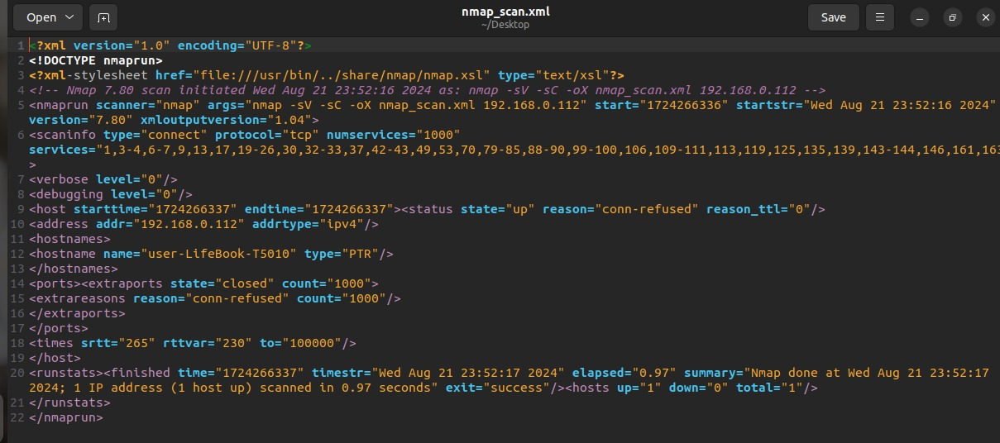 Open
nmap_scan.xml
~/Desktop
Save
1 <?xml version="1.0" encoding="UTF-8"?>
2 <!DOCTYPE nmaprun>
3 <?xml-stylesheet href="file:///usr/bin/../share/nmap/nmap.xsl" type="text/xsl"?>
4 <!-- Nmap 7.80 scan initiated Wed Aug 21 23:52:16 2024 as: nmap -sV -sC -oX nmap_scan.xml 192.168.0.112 -->
5 <nmaprun scanner="nmap" args="nmap -sV -sC -oX nmap_scan.xml 192.168.0.112" start="1724266336" startstr="Wed Aug 21 23:52:16 2024"
version="7.80" xmloutputversion="1.04">
6 <scaninfo type="connect" protocol="tcp" numservices="1000"
services="1,3-4,6-7,9,13,17,19-26,30,32-33,37,42-43,49,53,70,79-85,88-90,99-100,106,109-111,113,119,125,135,139,143-144,146,161,163
>
7 <verbose level="0"/>
8 <debugging level="0"/>
9 <host starttime="1724266337" endtime="1724266337"><status state="up" reason="conn-refused" reason_ttl="0"/>
10 <address addr="192.168.0.112" addrtype="ipv4"/>
11 <hostnames>
12 <hostname name="user-LifeBook-T5010" type="PTR"/>
13 </hostnames>
14 <ports><extraports state="closed" count="1000">
15 <extrareasons reason="conn-refused" count="1000"/>
16 </extraports>
17 </ports>
18 <times srtt="265" rttvar="230" to="100000"/>
19 </host>
20 <runstats><finished time="1724266337" timestr="Wed Aug 21 23:52:17 2024" elapsed="0.97" summary="Nmap done at Wed Aug 21 23:52:17
2024; 1 IP address (1 host up) scanned in 0.97 seconds" exit="success"/><hosts up="1" down="0" total="1"/>
21 </runstats>
22 </nmaprun>